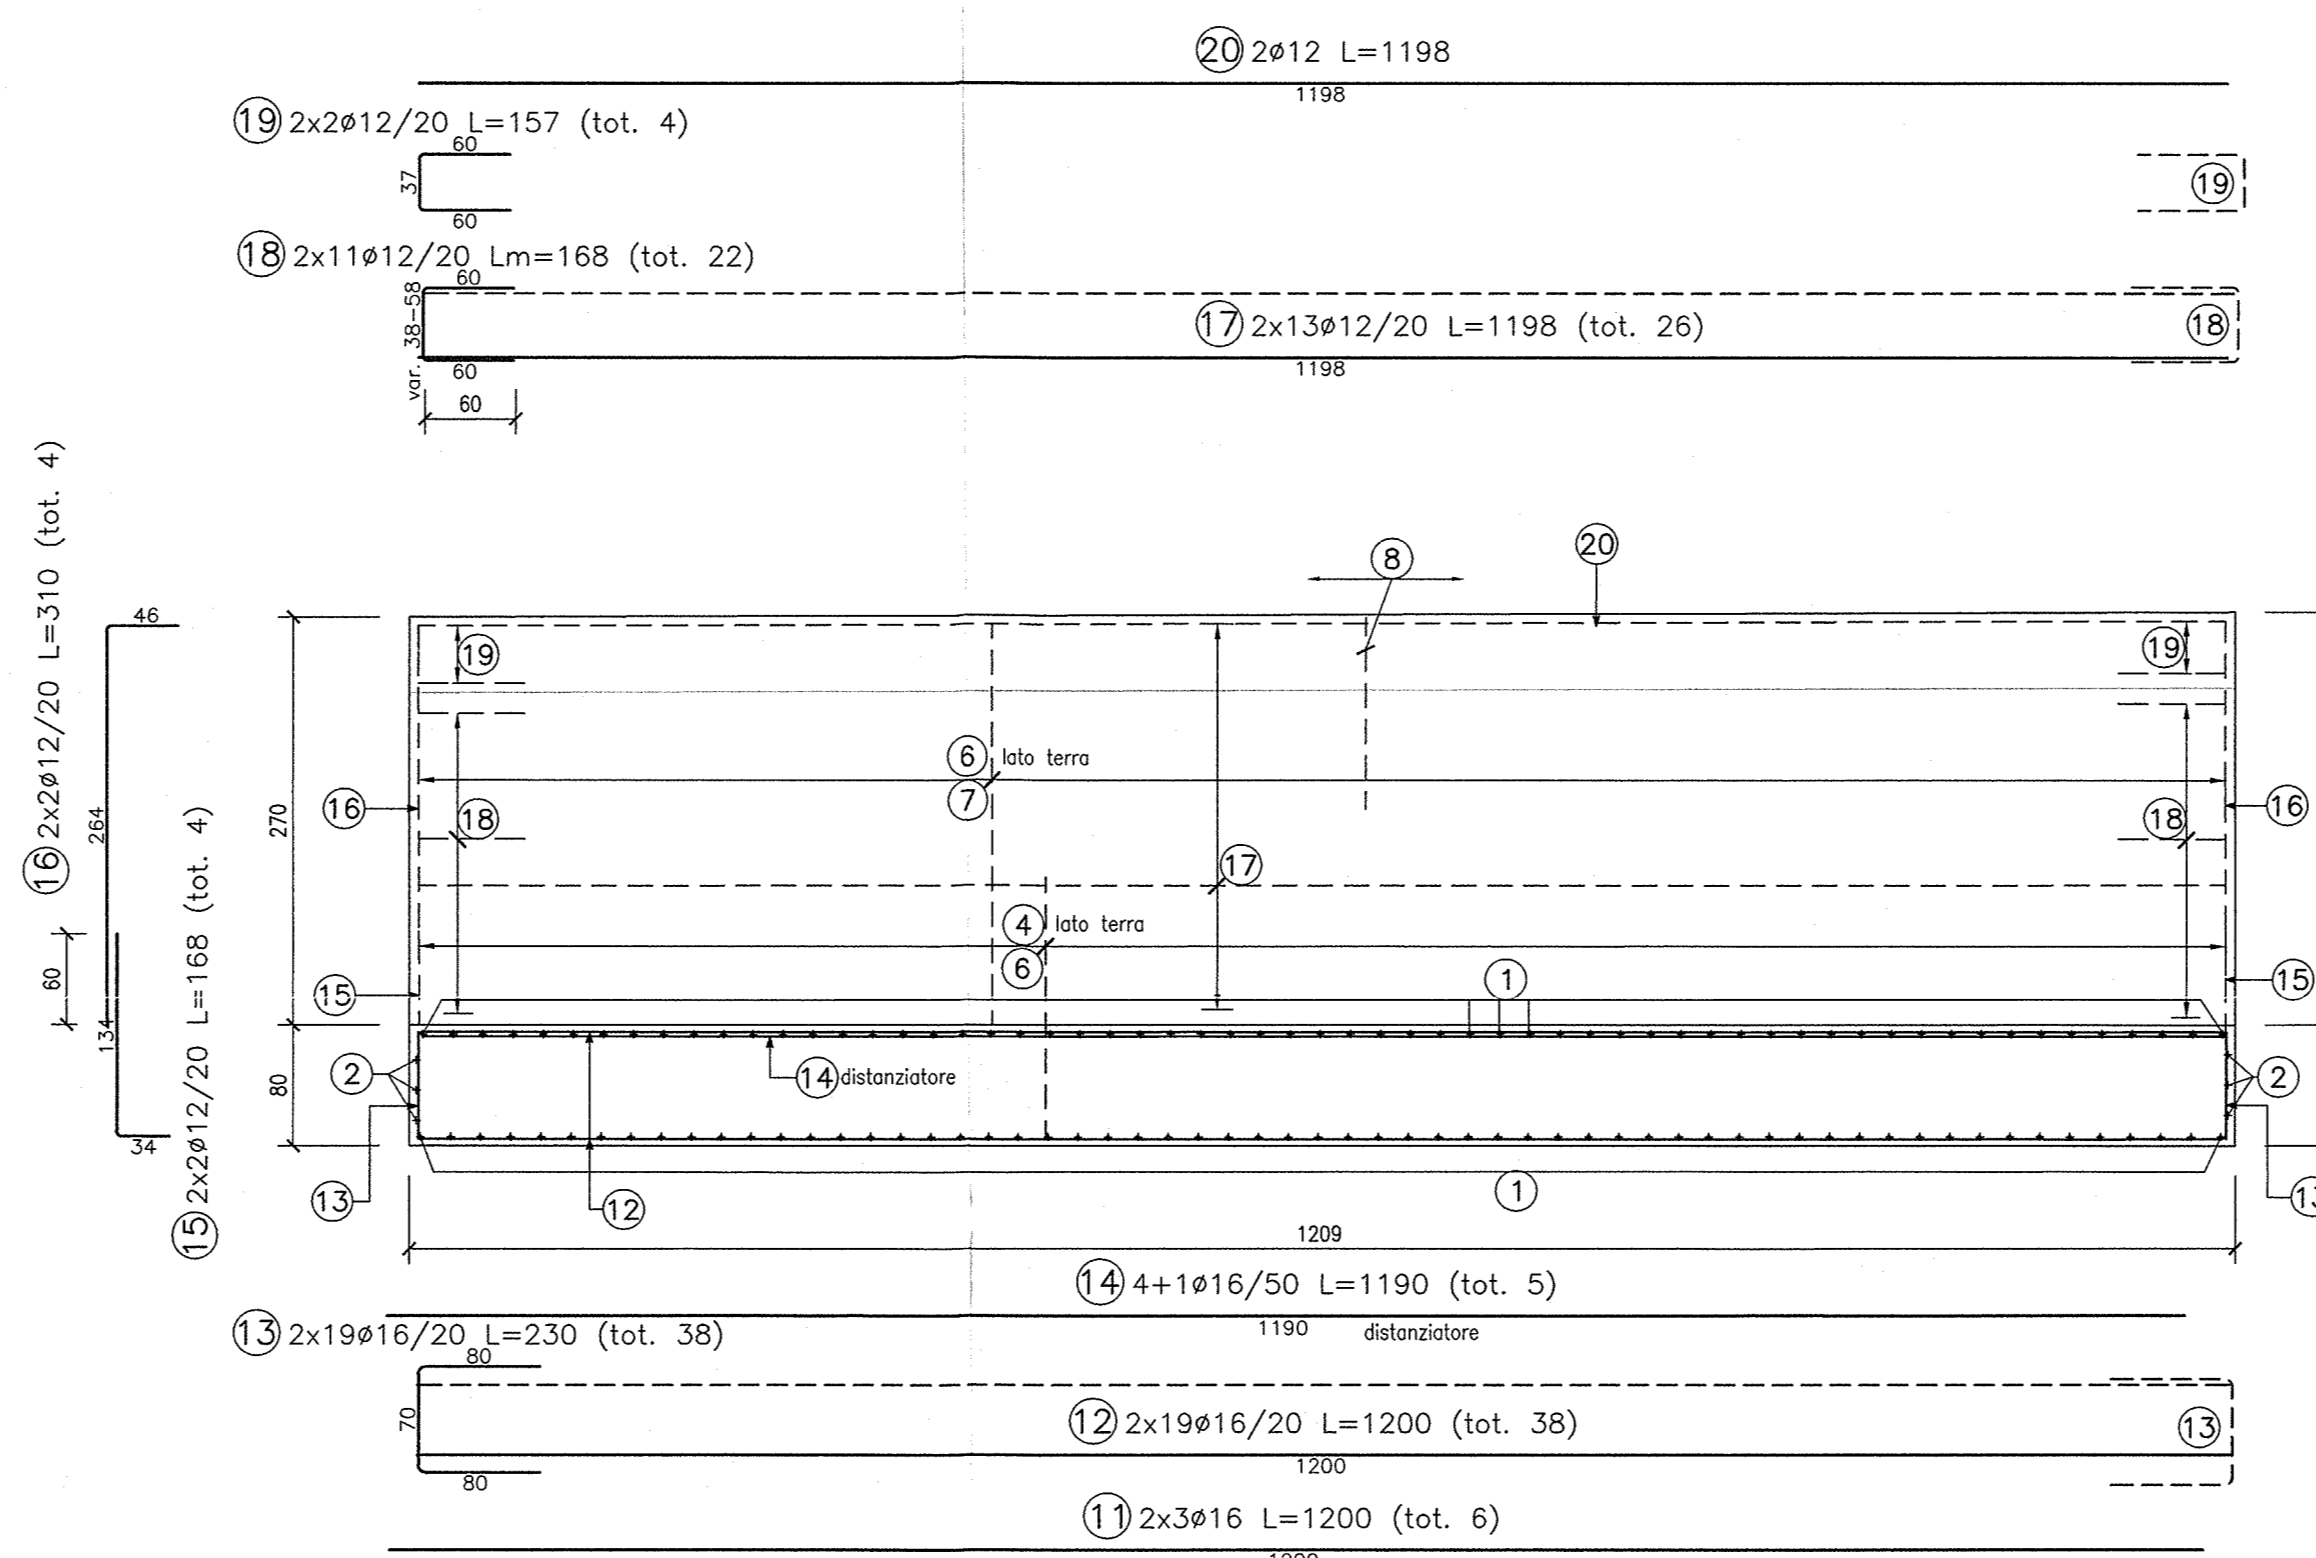 20 2ø12 L=1198
1198
19 2x2ø12/20 L=157 (tot. 4)
60
37
60
19
18 2x11ø12/20 Lm=168 (tot. 22)
60
var. 38-58
60
60
17 2x13ø12/20 L=1198 (tot. 26)
1198
18
16 2x2ø12/20 L=310 (tot. 4)
46
264
60
15 2x2ø12/20 L=168 (tot. 4)
134
34
270
80
8
20
19
19
6 lato terra
7
16
16
18
18
17
4 lato terra
6
15
15
1
2
2
14 distanziatore
13
12
1
13
1209
14 4+1ø16/50 L=1190 (tot. 5)
1190 distanziatore
13 2x19ø16/20 L=230 (tot. 38)
80
70
80
12 2x19ø16/20 L=1200 (tot. 38)
1200
13
11 2x3ø16 L=1200 (tot. 6)